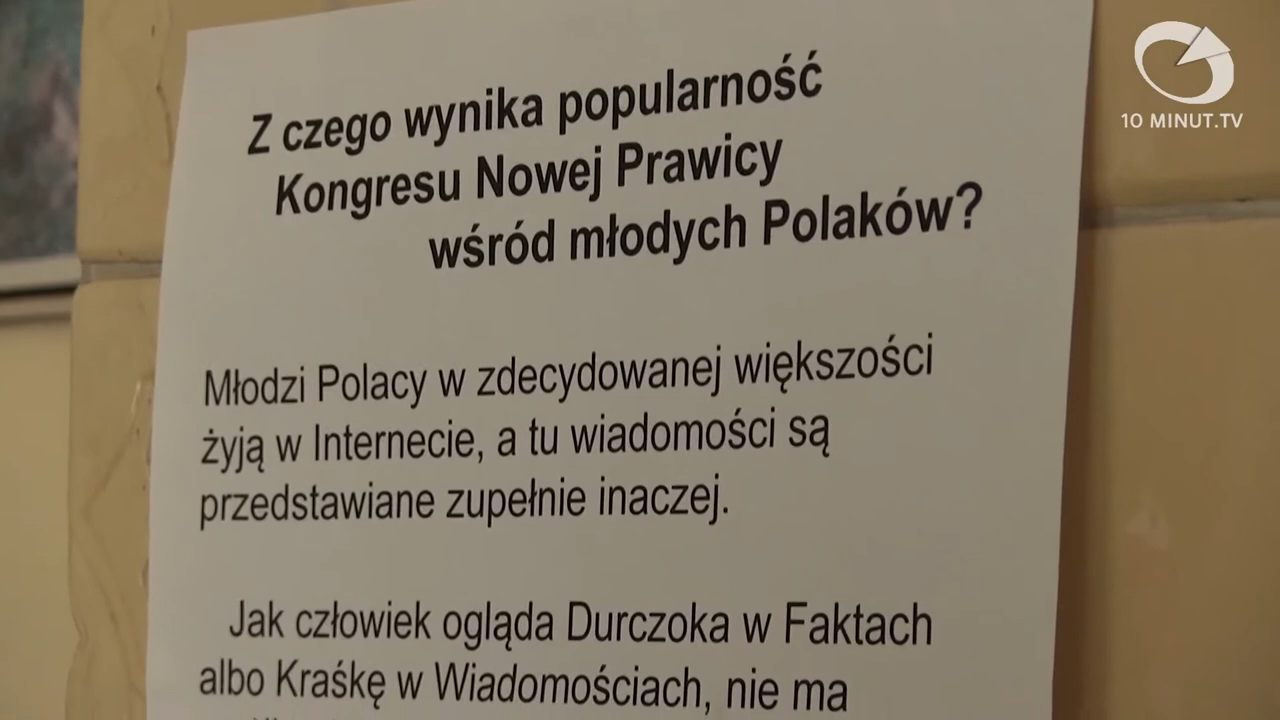 10 MINUT.TV
Z czego wynika popularność
Kongresu Nowej Prawicy
wśród młodych Polaków?
Młodzi Polacy w zdecydowanej większości
żyją w Internecie, a tu wiadomości są
przedstawiane zupełnie inaczej.
Jak człowiek ogląda Durczoka w Faktach
albo Kraśkę w Wiadomościach, nie ma